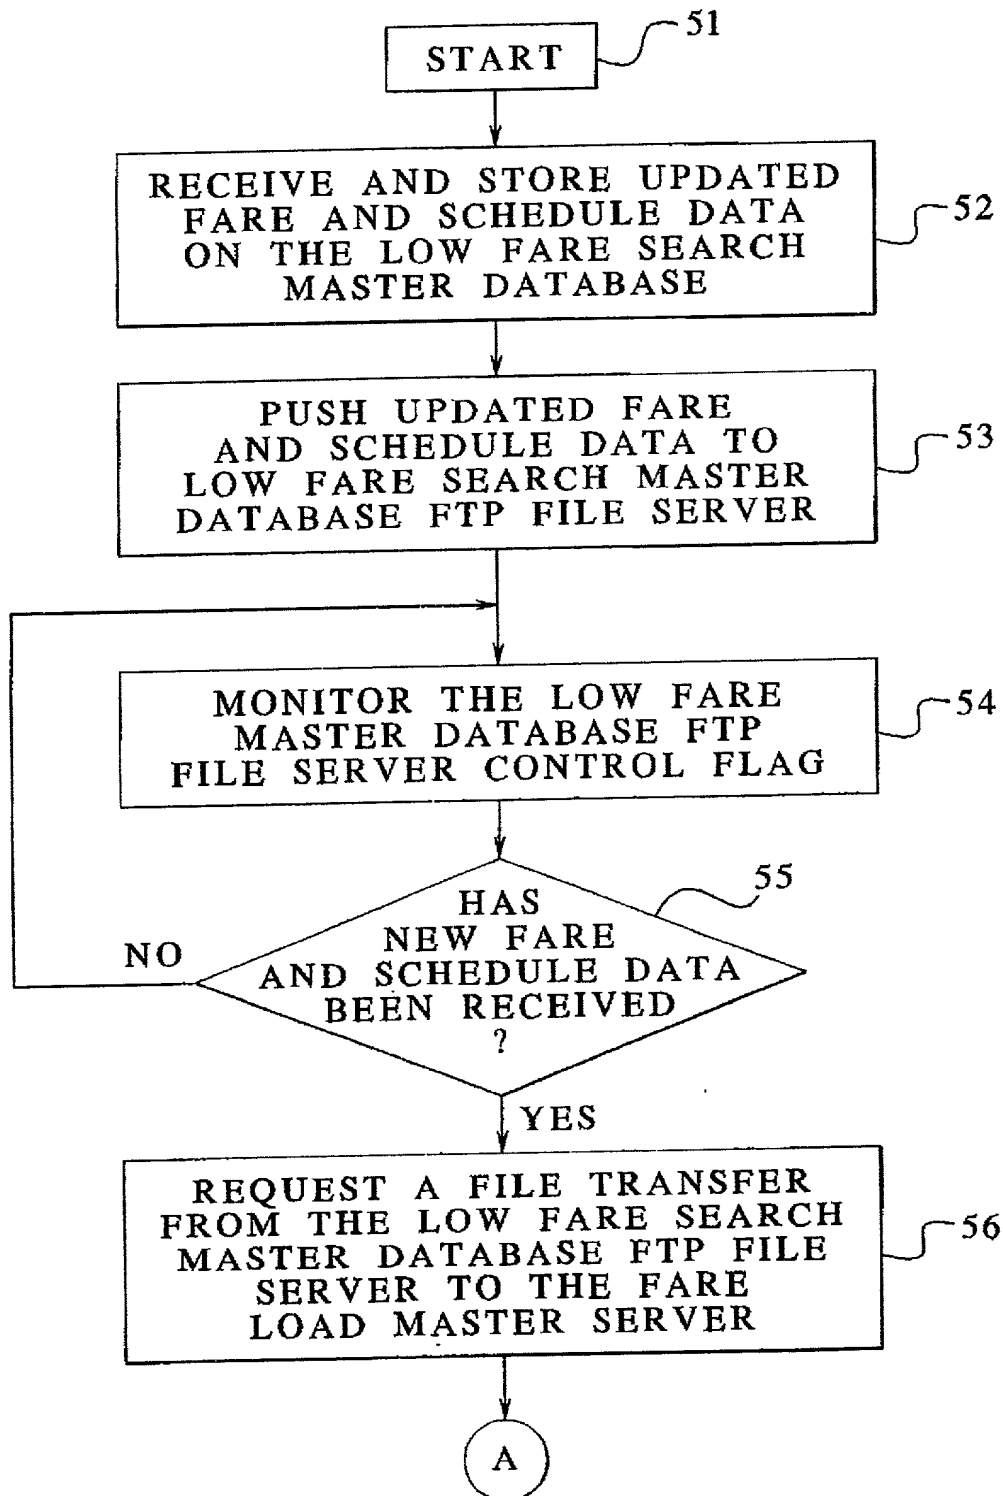 51
START
RECEIVE AND STORE UPDATED
FARE AND SCHEDULE DATA
ON THE LOW FARE SEARCH
MASTER DATABASE
52
PUSH UPDATED FARE
AND SCHEDULE DATA TO
LOW FARE SEARCH MASTER
DATABASE FTP FILE SERVER
53
MONITOR THE LOW FARE
MASTER DATABASE FTP
FILE SERVER CONTROL FLAG
54
55
HAS
NEW FARE
AND SCHEDULE DATA
BEEN RECEIVED
?
NO
YES
REQUEST A FILE TRANSFER
FROM THE LOW FARE SEARCH
MASTER DATABASE FTP FILE
SERVER TO THE FARE
LOAD MASTER SERVER
56
A